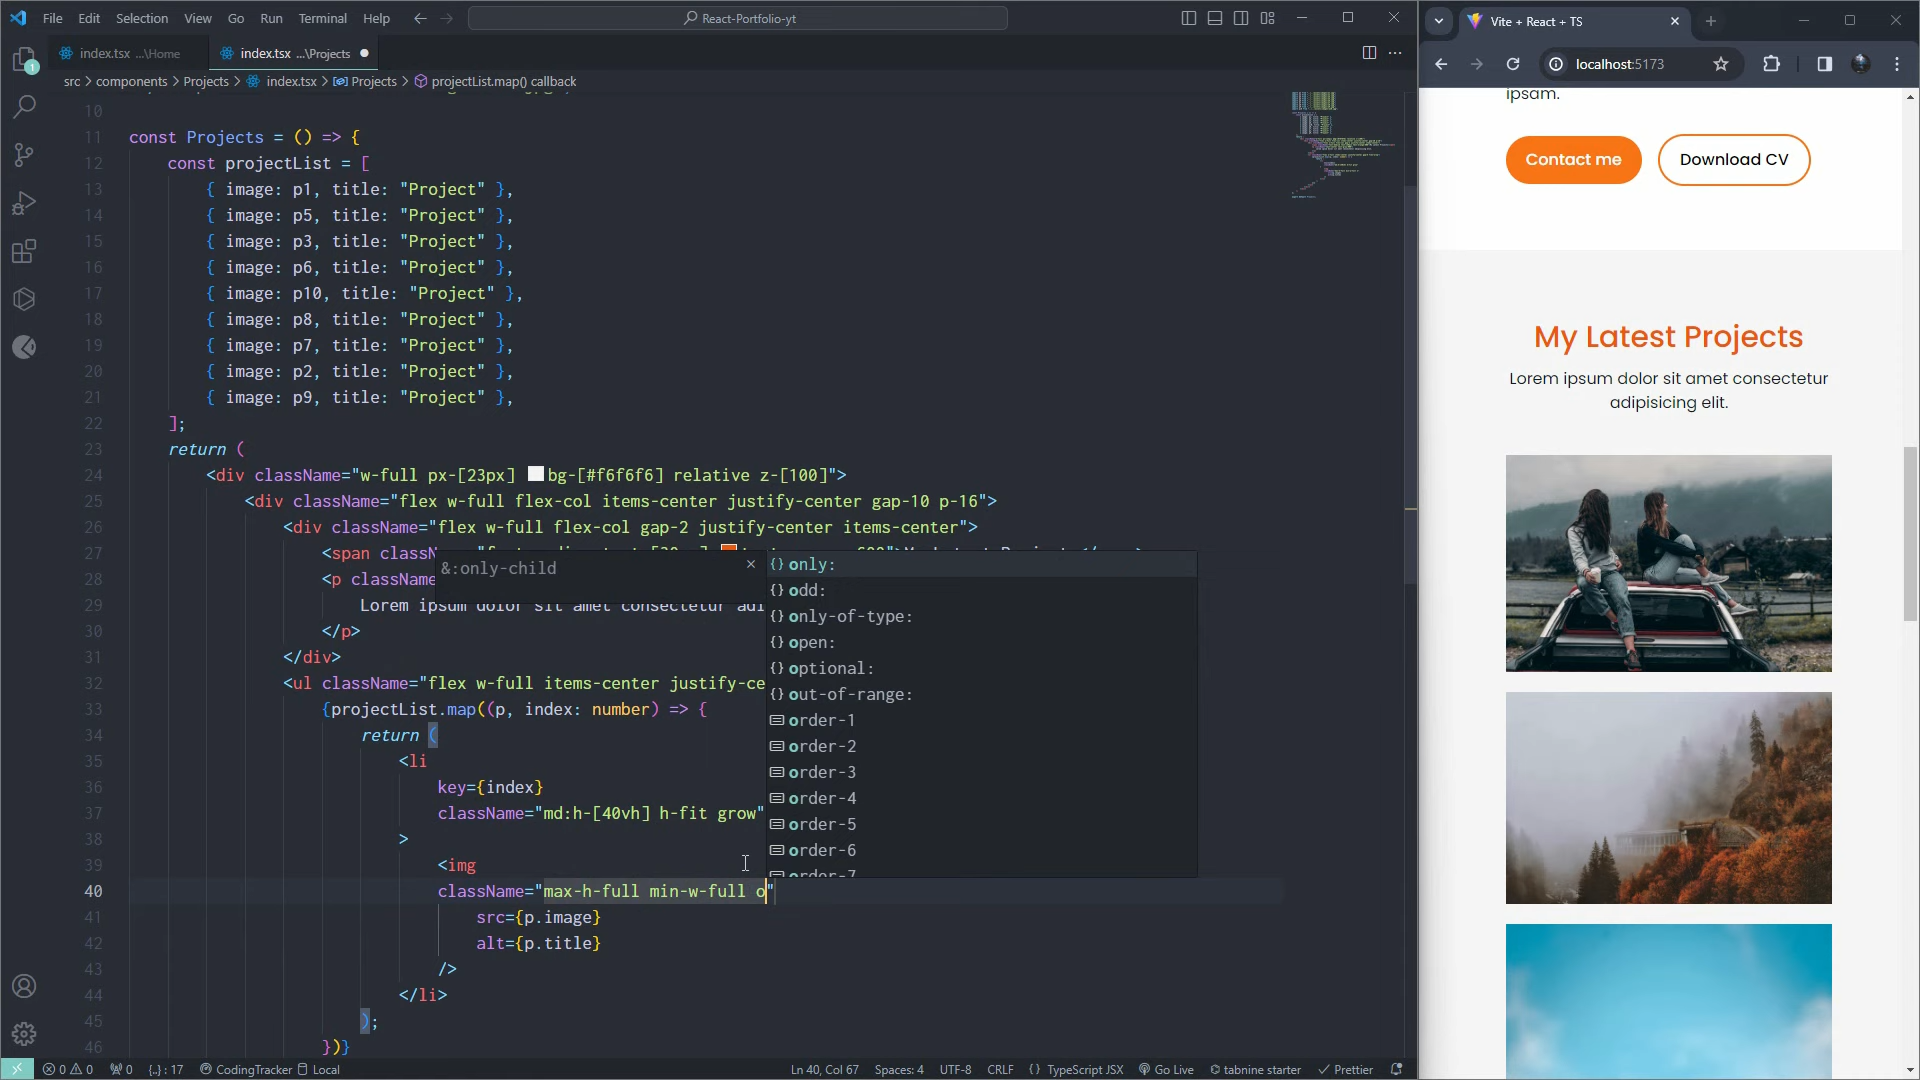 File Edit Selection View Go Run Terminal Help
React-Portfolio-yt
index.tsx ...\Home
index.tsx ...\Projects
src > components > Projects > index.tsx > Projects > projectList.map() callback
10
11 const Projects = () => {
12 const projectList = [
13 { image: p1, title: "Project" },
14 { image: p5, title: "Project" },
15 { image: p3, title: "Project" },
16 { image: p6, title: "Project" },
17 { image: p10, title: "Project" },
18 { image: p8, title: "Project" },
19 { image: p7, title: "Project" },
20 { image: p2, title: "Project" },
21 { image: p9, title: "Project" },
22 ];
23 return (
24 <div className="w-full px-[23px] bg-[#f6f6f6] relative z-[100]">
25 <div className="flex w-full flex-col items-center justify-center gap-10 p-16">
26 <div className="flex w-full flex-col gap-2 justify-center items-center">
27 <span classN
28 <p className
29 Lorem ipsum dolor sit amet consectetur adi
30 </p>
31 </div>
32 <ul className="flex w-full items-center justify-ce
33 {projectList.map((p, index: number) => {
34 return (
35 <li
36 key={index}
37 className="md:h-[40vh] h-fit grow"
38 >
39 <img
40 className="max-h-full min-w-full o"
41 src={p.image}
42 alt={p.title}
43 />
44 </li>
45 );
46 })}
&:only-child
only:
odd:
only-of-type:
open:
optional:
out-of-range:
order-1
order-2
order-3
order-4
order-5
order-6
order-7
0 0 0 {..} : 17 CodingTracker Local Ln 40, Col 67 Spaces: 4 UTF-8 CRLF { } TypeScript JSX Go Live tabnine starter Prettier
1
Vite + React + TS
localhost:5173
ipsam.
Contact me Download CV
My Latest Projects
Lorem ipsum dolor sit amet consectetur
adipisicing elit.